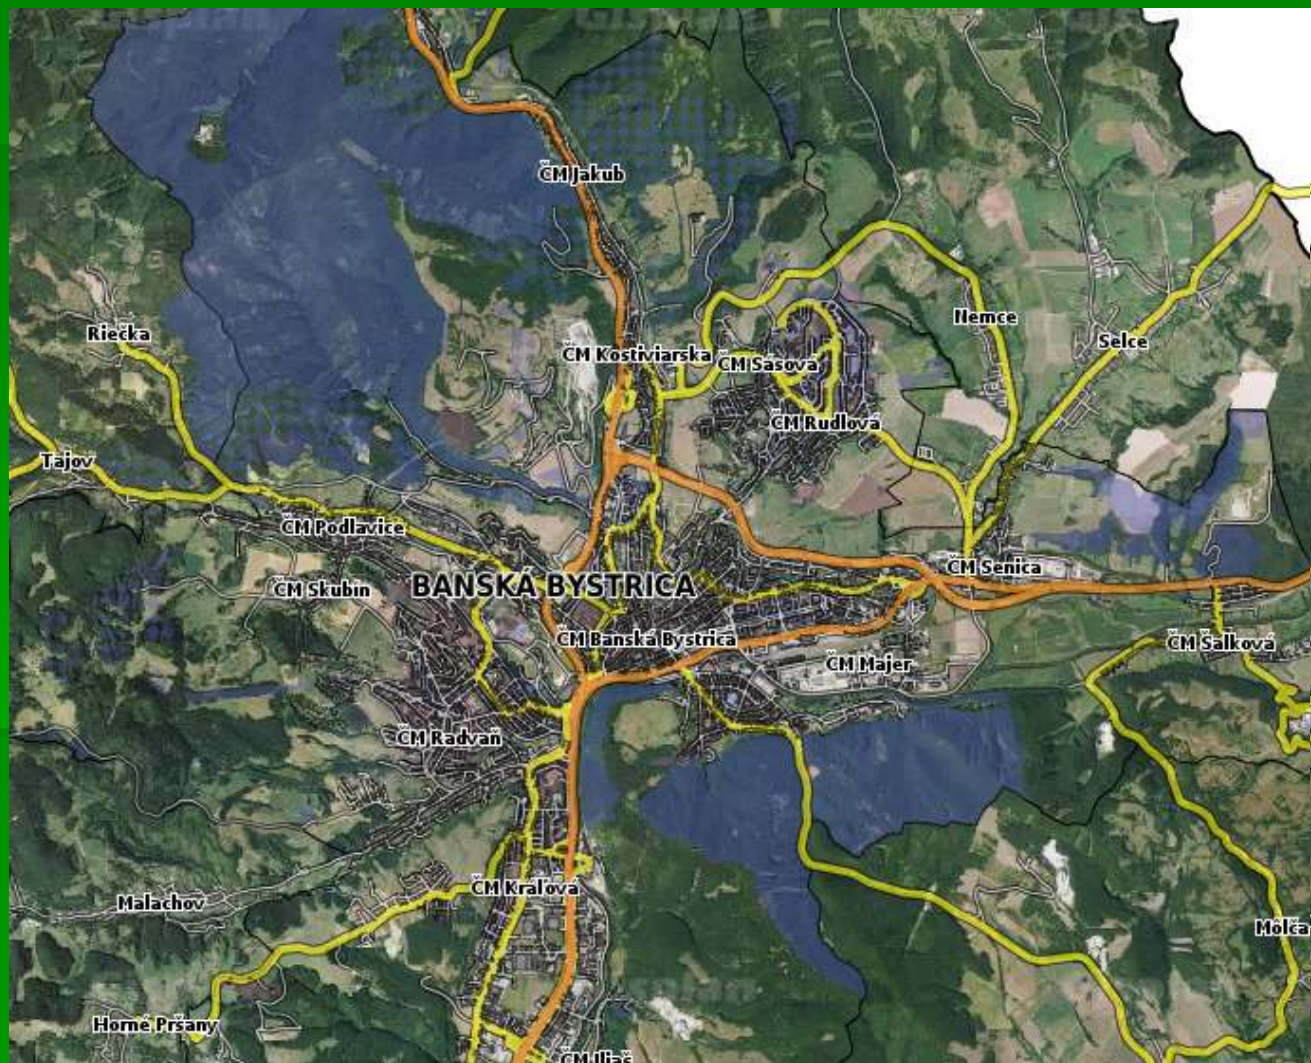 ČM Jakub
Riečka
Nemce
ČM Kostiviarska
Selce
ČM Sásová
ČM Rudlová
Tajov
ČM Podlavice
ČM Senica
ČM Skubín
BANSKÁ BYSTRICA
ČM Banská Bystrica
ČM Šalková
ČM Majer
ČM Radvaň
ČM Kráľová
Malachov
Môlča
Horné Pršany
ČM Iliaš